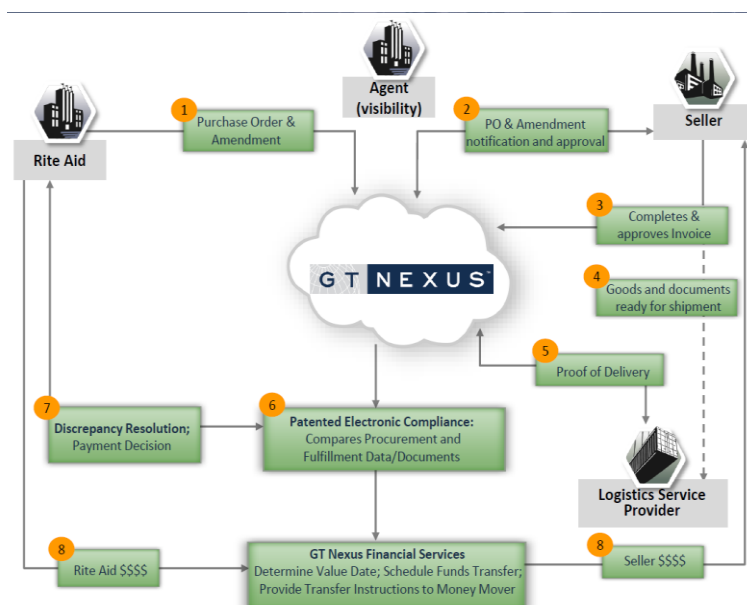 Agent
(visibility)
1
Purchase Order &
Amendment
2
PO & Amendment
notification and approval
Seller
Rite Aid
3
Completes &
approves Invoice
GT NEXUS™
4
Goods and documents
ready for shipment
5
Proof of Delivery
7
Discrepancy Resolution;
Payment Decision
6
Patented Electronic Compliance:
Compares Procurement and
Fulfillment Data/Documents
Logistics Service
Provider
8
Rite Aid $$$$
GT Nexus Financial Services
Determine Value Date; Schedule Funds Transfer;
Provide Transfer Instructions to Money Mover
8
Seller $$$$